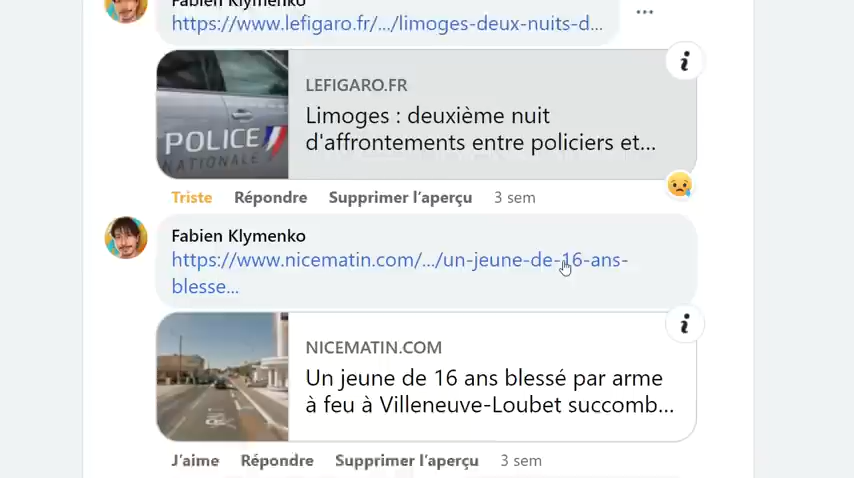 Fabien Klymenko
https://www.lefigaro.fr/.../limoges-deux-nuits-d...
LEFIGARO.FR
Limoges : deuxième nuit
d'affrontements entre policiers et...
POLICE
NATIONALE
Triste Répondre Supprimer l'aperçu 3 sem
Fabien Klymenko
https://www.nicematin.com/.../un-jeune-de-16-ans-
blesse...
NICEMATIN.COM
Un jeune de 16 ans blessé par arme
à feu à Villeneuve-Loubet succomb...
J'aime Répondre Supprimer l'aperçu 3 sem